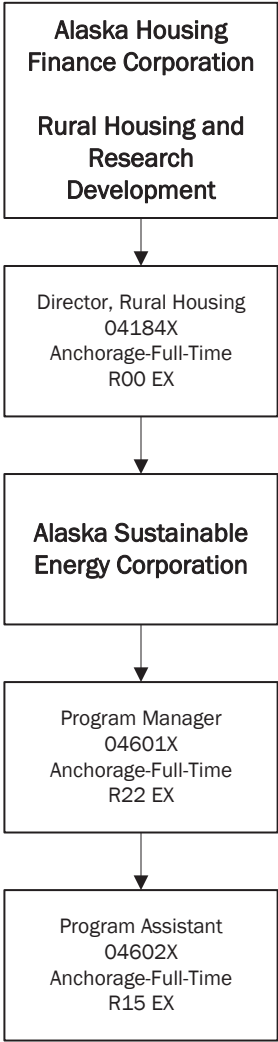 Alaska Housing
Finance Corporation
Rural Housing and
Research
Development
Director, Rural Housing
04184X
Anchorage-Full-Time
R00 EX
Alaska Sustainable
Energy Corporation
Program Manager
04601X
Anchorage-Full-Time
R22 EX
Program Assistant
04602X
Anchorage-Full-Time
R15 EX